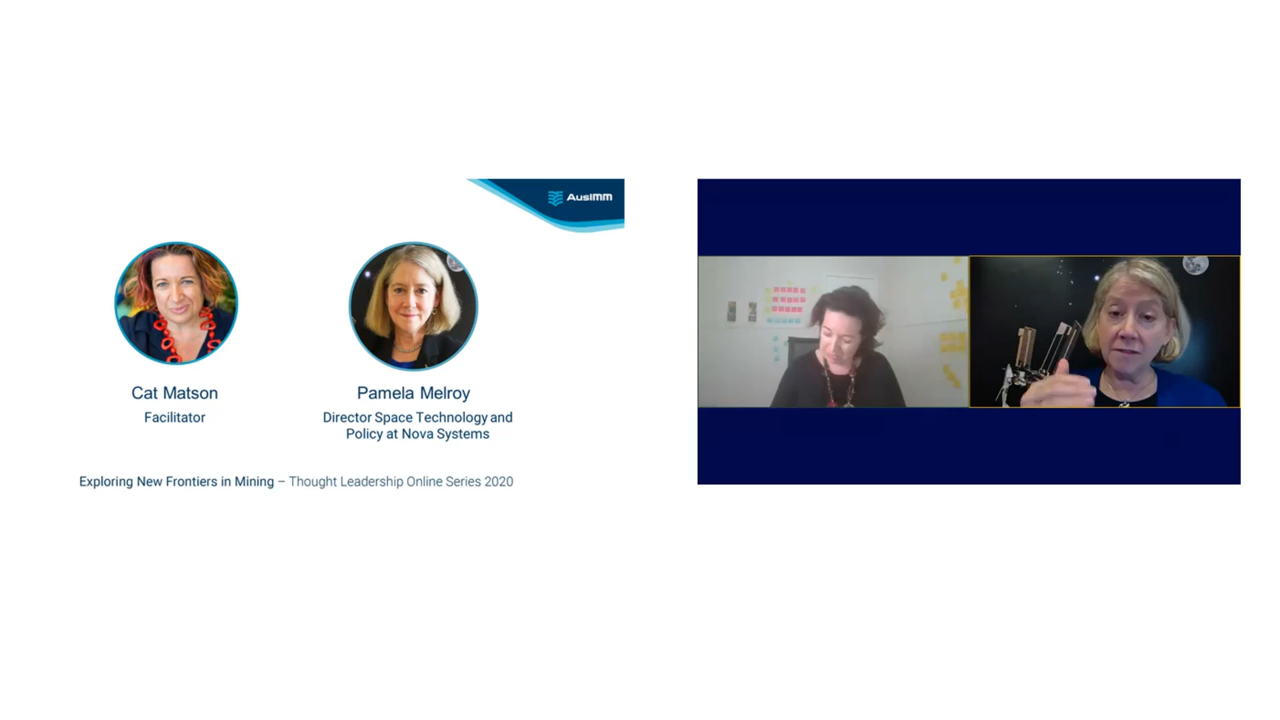 AusIMM
Cat Matson
Facilitator
Pamela Melroy
Director Space Technology and
Policy at Nova Systems
Exploring New Frontiers in Mining – Thought Leadership Online Series 2020